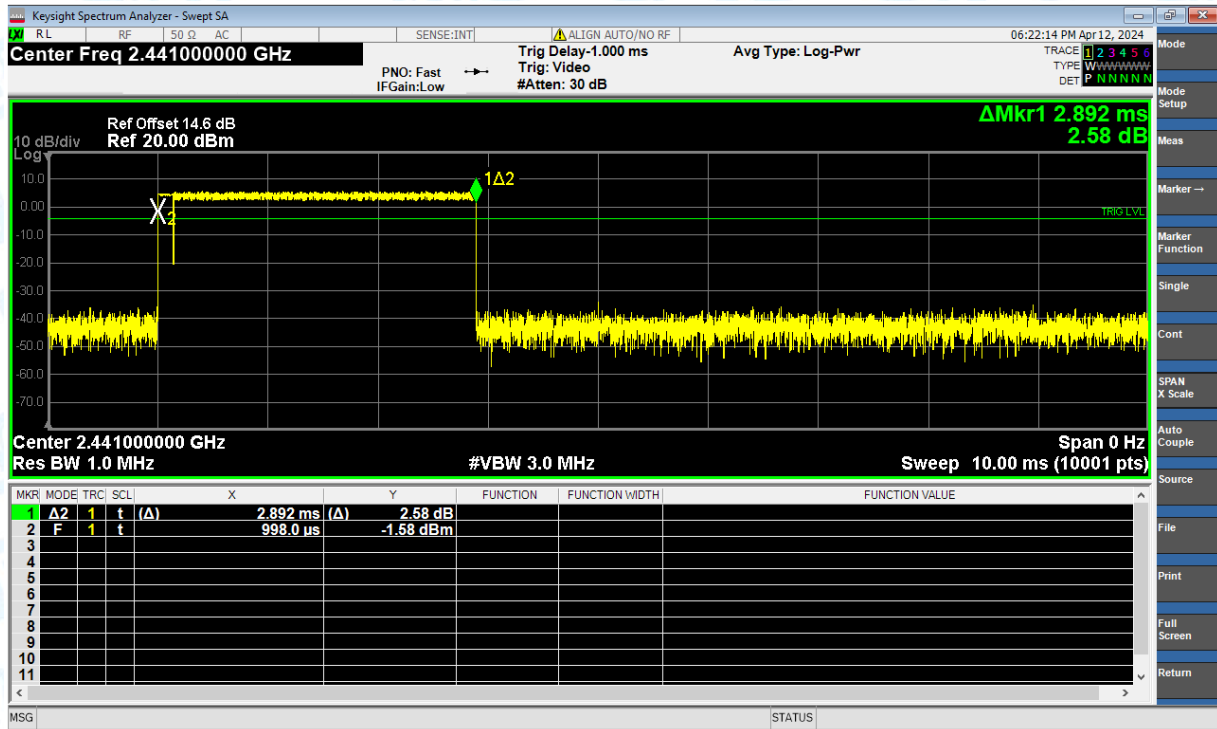 Keysight Spectrum Analyzer - Swept SA
LXI RL RF 50 Ω AC SENSE:INT ALIGN AUTO/NO RF 06:22:14 PM Apr 12, 2024
Center Freq 2.441000000 GHz
PNO: Fast
IFGain:Low
Trig Delay-1.000 ms
Trig: Video
#Atten: 30 dB
Avg Type: Log-Pwr
TRACE 1 2 3 4 5 6
TYPE WWWWWW
DET P N N N N N
ΔMkr1 2.892 ms
2.58 dB
Ref Offset 14.6 dB
10 dB/div Ref 20.00 dBm
Log
10.0
0.00
-10.0
-20.0
-30.0
-40.0
-50.0
-60.0
-70.0
1Δ2
X2
TRIG LVL
Center 2.441000000 GHz Span 0 Hz
Res BW 1.0 MHz #VBW 3.0 MHz Sweep 10.00 ms (10001 pts)
MKR MODE TRC SCL X Y FUNCTION FUNCTION WIDTH FUNCTION VALUE
1 Δ2 1 t (Δ) 2.892 ms (Δ) 2.58 dB
2 F 1 t 998.0 µs -1.58 dBm
3
4
5
6
7
8
9
10
11
MSG STATUS
Mode
Mode
Setup
Meas
Marker →
Marker
Function
Single
Cont
SPAN
X Scale
Auto
Couple
Source
File
Print
Full
Screen
Return